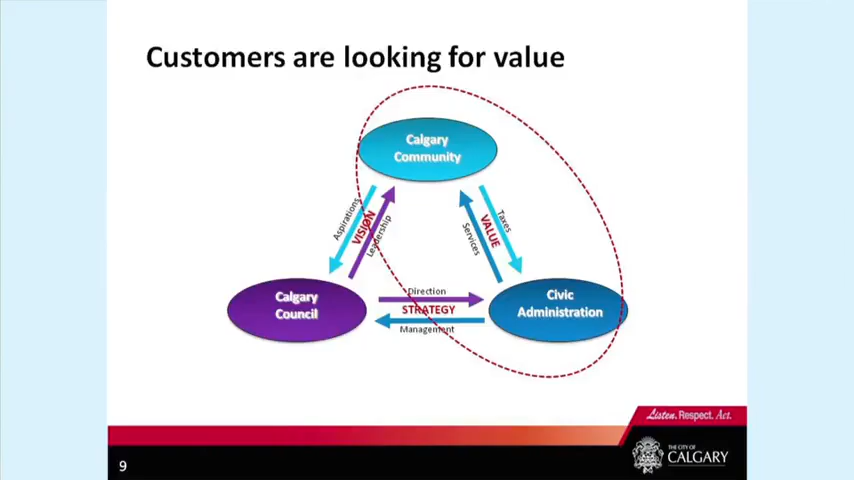 Customers are looking for value
Calgary
Community
Aspirations
VISION
Leadership
Taxes
VALUE
Services
Calgary
Council
Direction
STRATEGY
Management
Civic
Administration
Listen. Respect. Act.
THE CITY OF
CALGARY
9